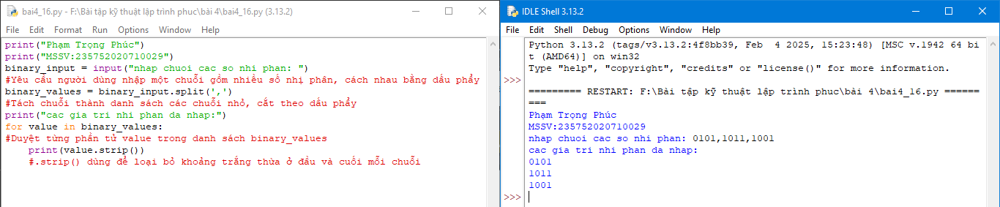 bai4_16.py - F:\Bài tập kỹ thuật lập trình phuc\bài 4\bai4_16.py (3.13.2)
File Edit Format Run Options Window Help
print("Phạm Trọng Phúc")
print("MSSV:235752020710029")
binary_input = input("nhap chuoi cac so nhi phan: ")
#Yêu cầu người dùng nhập một chuỗi gồm nhiều số nhị phân, cách nhau bằng dấu phẩy
binary_values = binary_input.split(',')
#Tách chuỗi thành danh sách các chuỗi nhỏ, cắt theo dấu phẩy
print("cac gia tri nhi phan da nhap:")
for value in binary_values:
#Duyệt từng phần tử value trong danh sách binary_values
    print(value.strip())
    #.strip() dùng để loại bỏ khoảng trắng thừa ở đầu và cuối mỗi chuỗi
IDLE Shell 3.13.2
File Edit Shell Debug Options Window Help
Python 3.13.2 (tags/v3.13.2:4f8bb39, Feb  4 2025, 15:23:48) [MSC v.1942 64 bi
t (AMD64)] on win32
Type "help", "copyright", "credits" or "license()" for more information.
>>>
========= RESTART: F:\Bài tập kỹ thuật lập trình phuc\bài 4\bai4_16.py ======
===
Phạm Trọng Phúc
MSSV:235752020710029
nhap chuoi cac so nhi phan: 0101,1011,1001
cac gia tri nhi phan da nhap:
0101
1011
1001
>>>